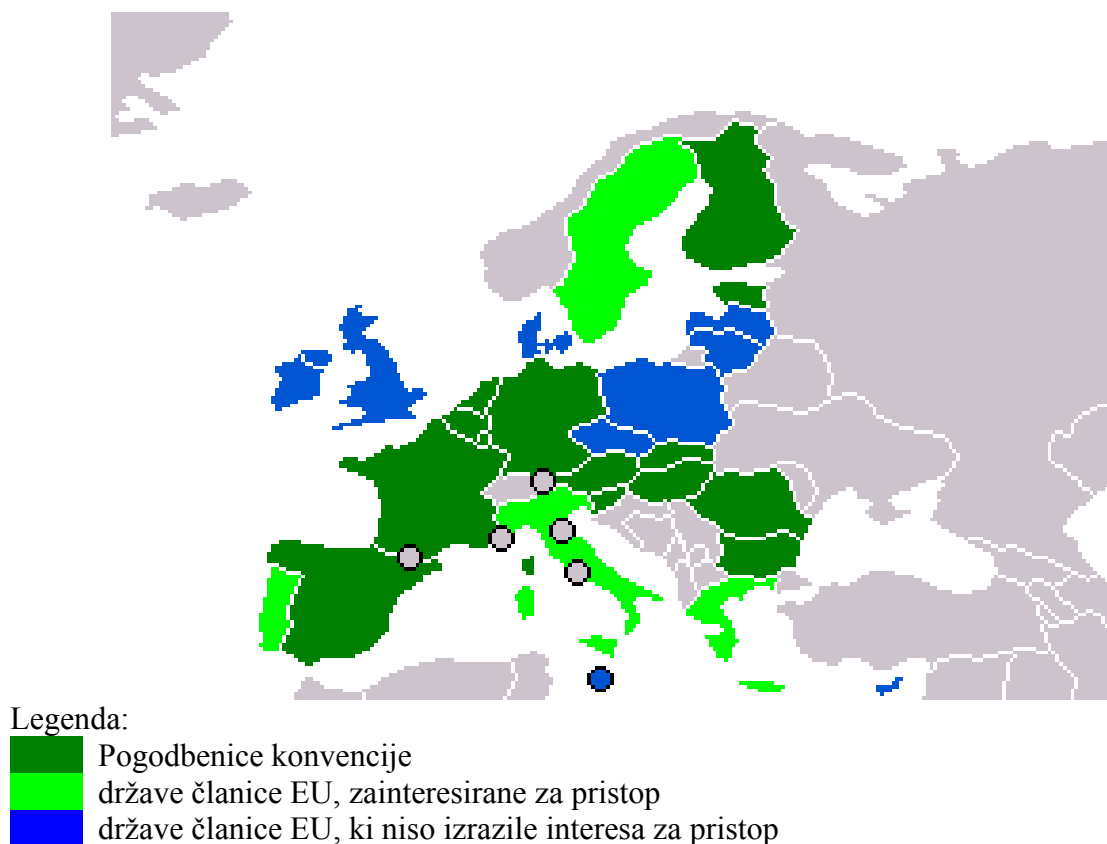 Legenda:
Pogodbenice konvencije
države članice EU, zainteresirane za pristop
države članice EU, ki niso izrazile interesa za pristop